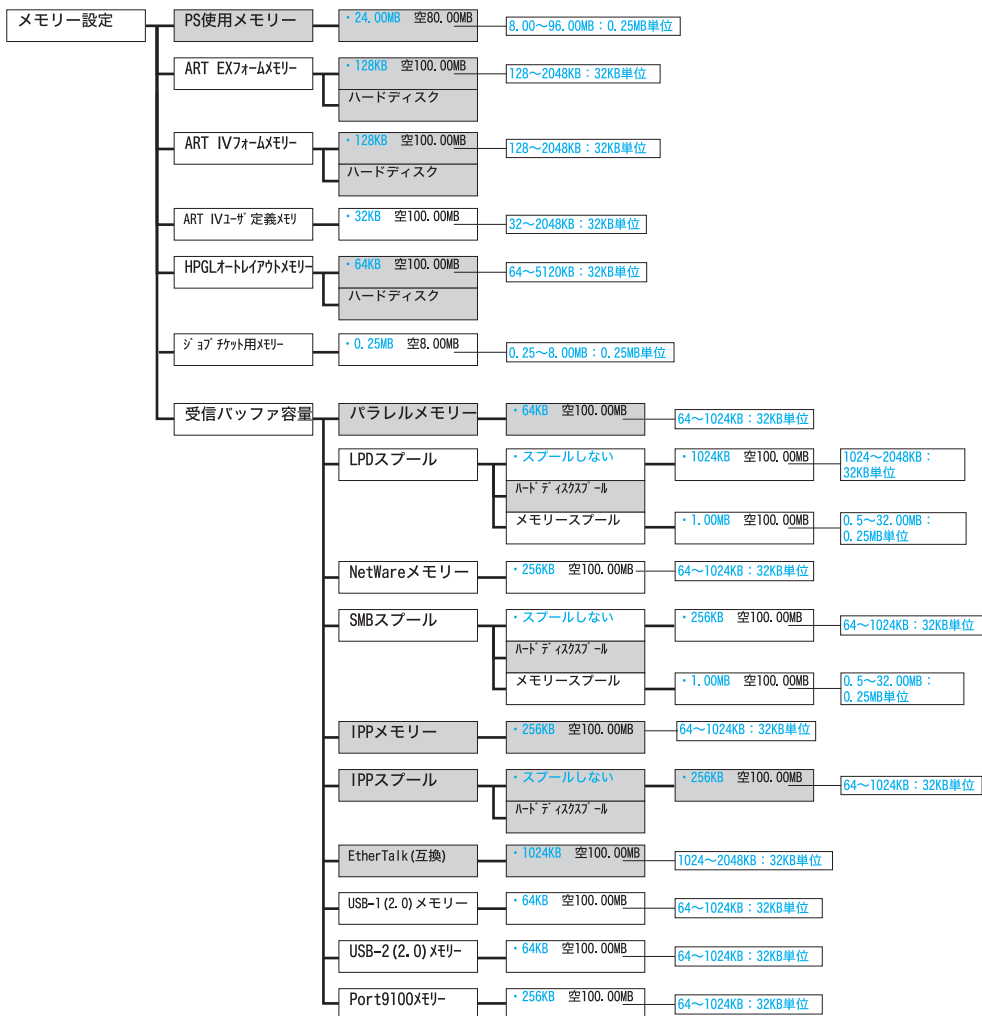 メモリー設定
PS使用メモリー
・24.00MB 空80.00MB
8.00～96.00MB：0.25MB単位
ART EXフォームメモリー
・128KB 空100.00MB
128～2048KB：32KB単位
ハードディスク
ART IVフォームメモリー
・128KB 空100.00MB
128～2048KB：32KB単位
ハードディスク
ART IVユーザ定義メモリ
・32KB 空100.00MB
32～2048KB：32KB単位
HPGLオートレイアウトメモリー
・64KB 空100.00MB
64～5120KB：32KB単位
ハードディスク
ジョブチケット用メモリー
・0.25MB 空8.00MB
0.25～8.00MB：0.25MB単位
受信バッファ容量
パラレルメモリー
・64KB 空100.00MB
64～1024KB：32KB単位
LPDスプール
・スプールしない
・1024KB 空100.00MB
1024～2048KB：
32KB単位
ハードディスクスプール
メモリースプール
・1.00MB 空100.00MB
0.5～32.00MB：
0.25MB単位
NetWareメモリー
・256KB 空100.00MB
64～1024KB：32KB単位
SMBスプール
・スプールしない
・256KB 空100.00MB
64～1024KB：32KB単位
ハードディスクスプール
メモリースプール
・1.00MB 空100.00MB
0.5～32.00MB：
0.25MB単位
IPPメモリー
・256KB 空100.00MB
64～1024KB：32KB単位
IPPスプール
・スプールしない
・256KB 空100.00MB
64～1024KB：32KB単位
ハードディスクスプール
EtherTalk(互換)
・1024KB 空100.00MB
1024～2048KB：32KB単位
USB-1(2.0)メモリー
・64KB 空100.00MB
64～1024KB：32KB単位
USB-2(2.0)メモリー
・64KB 空100.00MB
64～1024KB：32KB単位
Port9100メモリー
・256KB 空100.00MB
64～1024KB：32KB単位